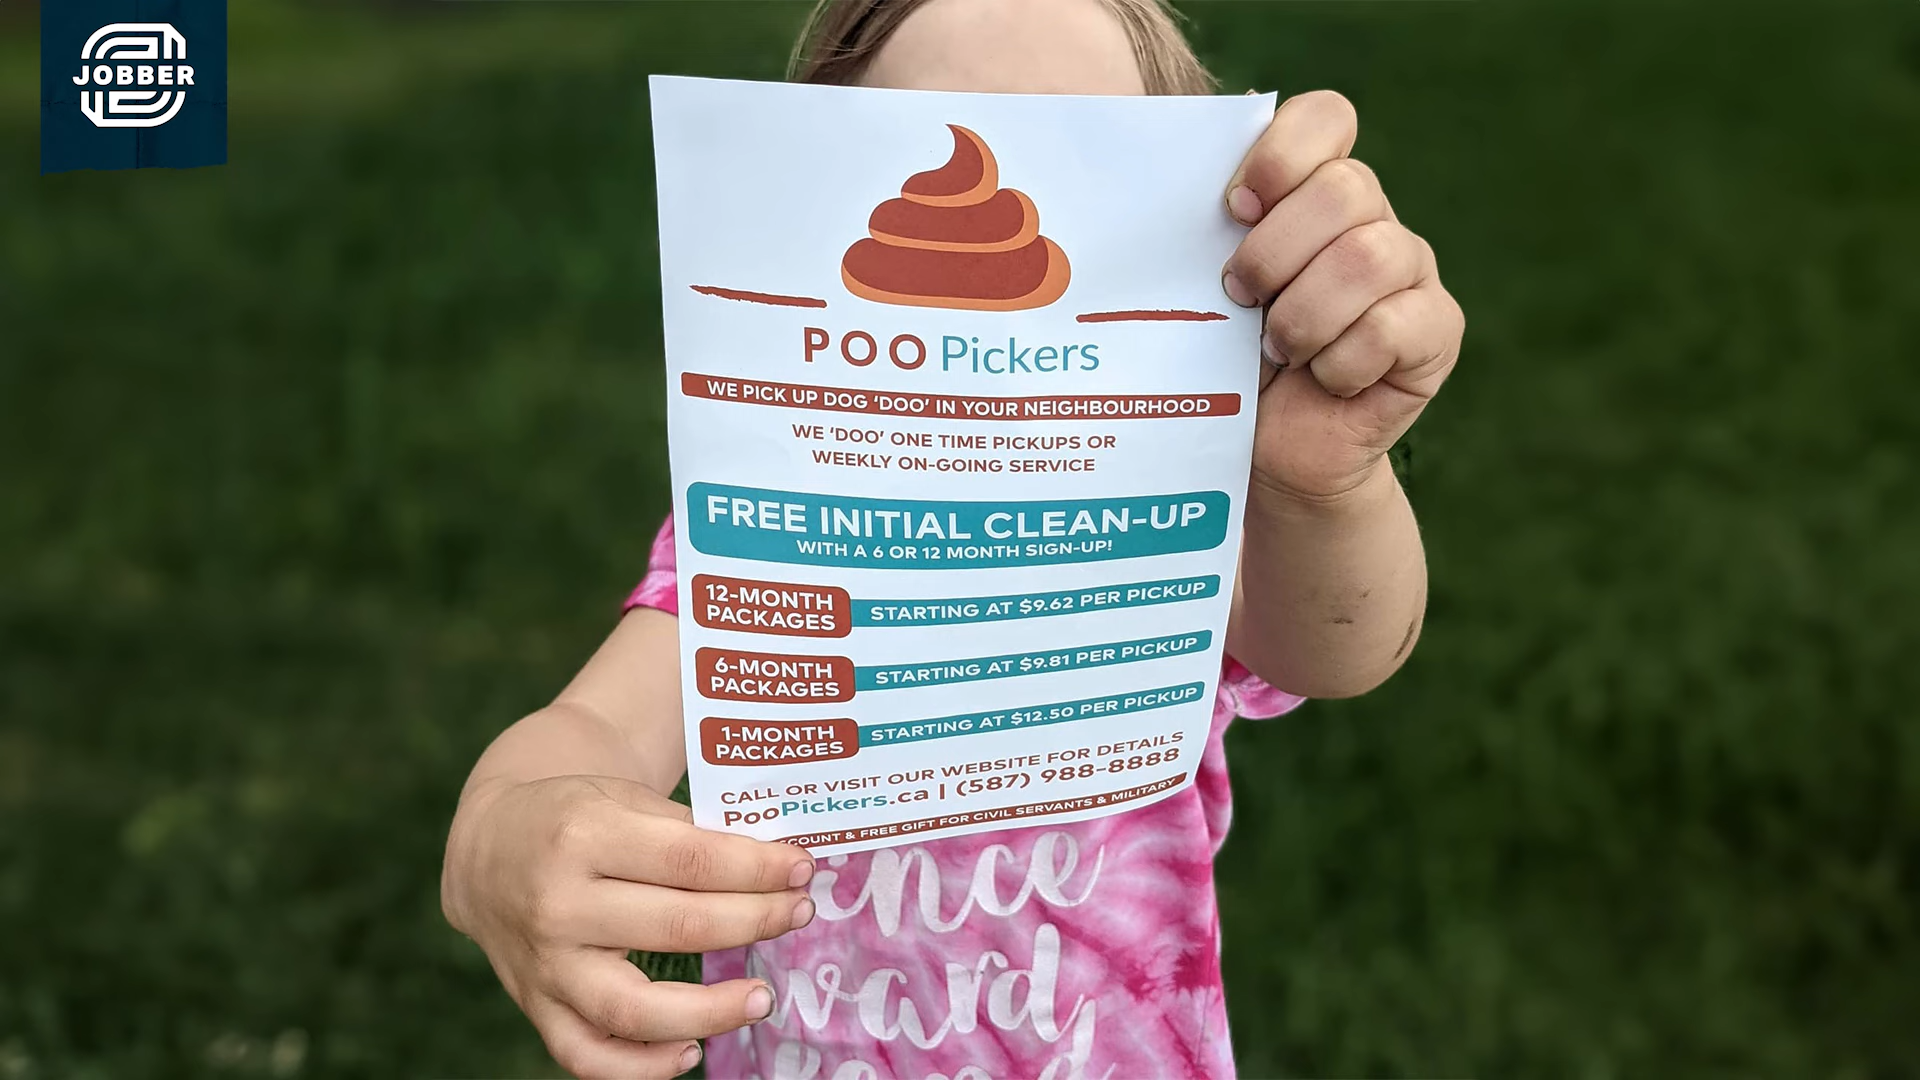 JOBBER
POO Pickers
WE PICK UP DOG 'DOO' IN YOUR NEIGHBOURHOOD
WE 'DOO' ONE TIME PICKUPS OR
WEEKLY ON-GOING SERVICE
FREE INITIAL CLEAN-UP
WITH A 6 OR 12 MONTH SIGN-UP!
12-MONTH
PACKAGES
STARTING AT $9.62 PER PICKUP
6-MONTH
PACKAGES
STARTING AT $9.81 PER PICKUP
1-MONTH
PACKAGES
STARTING AT $12.50 PER PICKUP
CALL OR VISIT OUR WEBSITE FOR DETAILS
PooPickers.ca | (587) 988-8888
& FREE GIFT FOR CIVIL SERVANTS & MILITARY